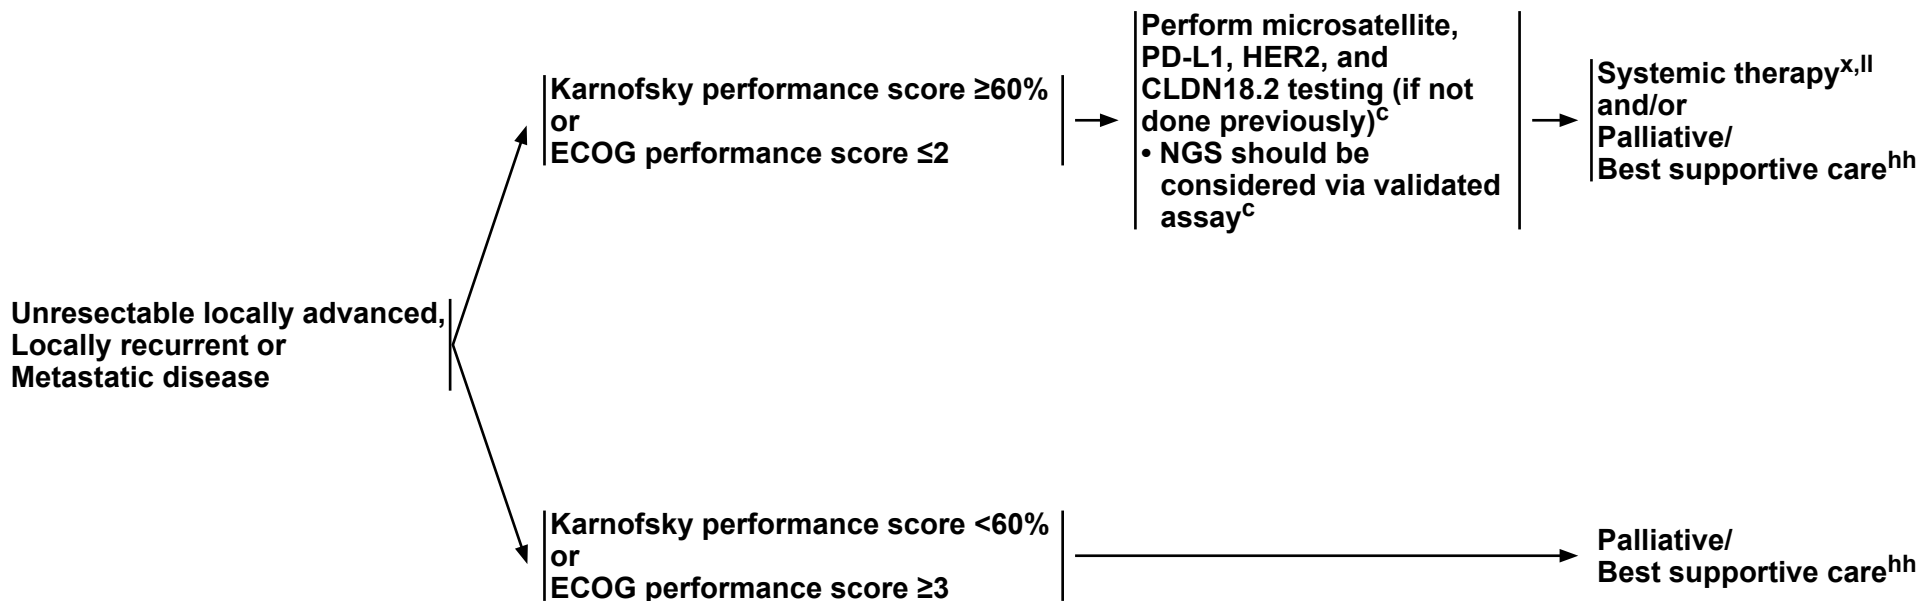 Unresectable locally advanced,
Locally recurrent or
Metastatic disease
Karnofsky performance score ≥60%
or
ECOG performance score ≤2
Perform microsatellite,
PD-L1, HER2, and
CLDN18.2 testing (if not
done previously)c
• NGS should be
considered via validated
assayc
Systemic therapyx,ll
and/or
Palliative/
Best supportive carehh
Karnofsky performance score <60%
or
ECOG performance score ≥3
Palliative/
Best supportive carehh